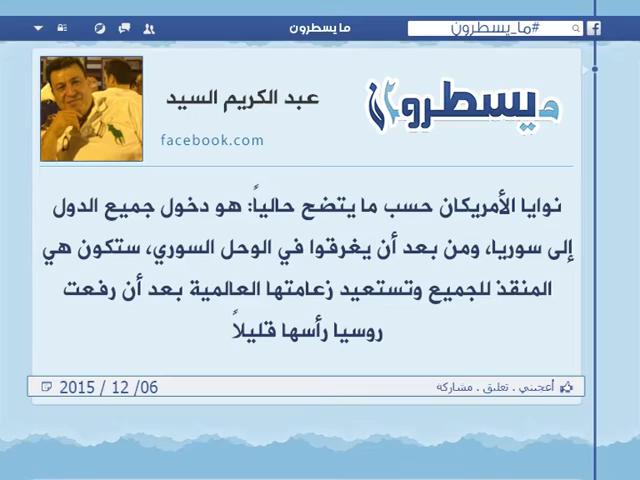 #ما_يسطرون
ما يسطرون
ما يسطرون
عبد الكريم السيد
facebook.com
نوايا الأمريكان حسب ما يتضح حالياً: هو دخول جميع الدول
إلى سوريا، ومن بعد أن يغرقوا في الوحل السوري، ستكون هي
المنقذ للجميع وتستعيد زعامتها العالمية بعد أن رفعت
روسيا رأسها قليلاً
أعجبني . تعليق . مشاركة
2015 / 12 /06